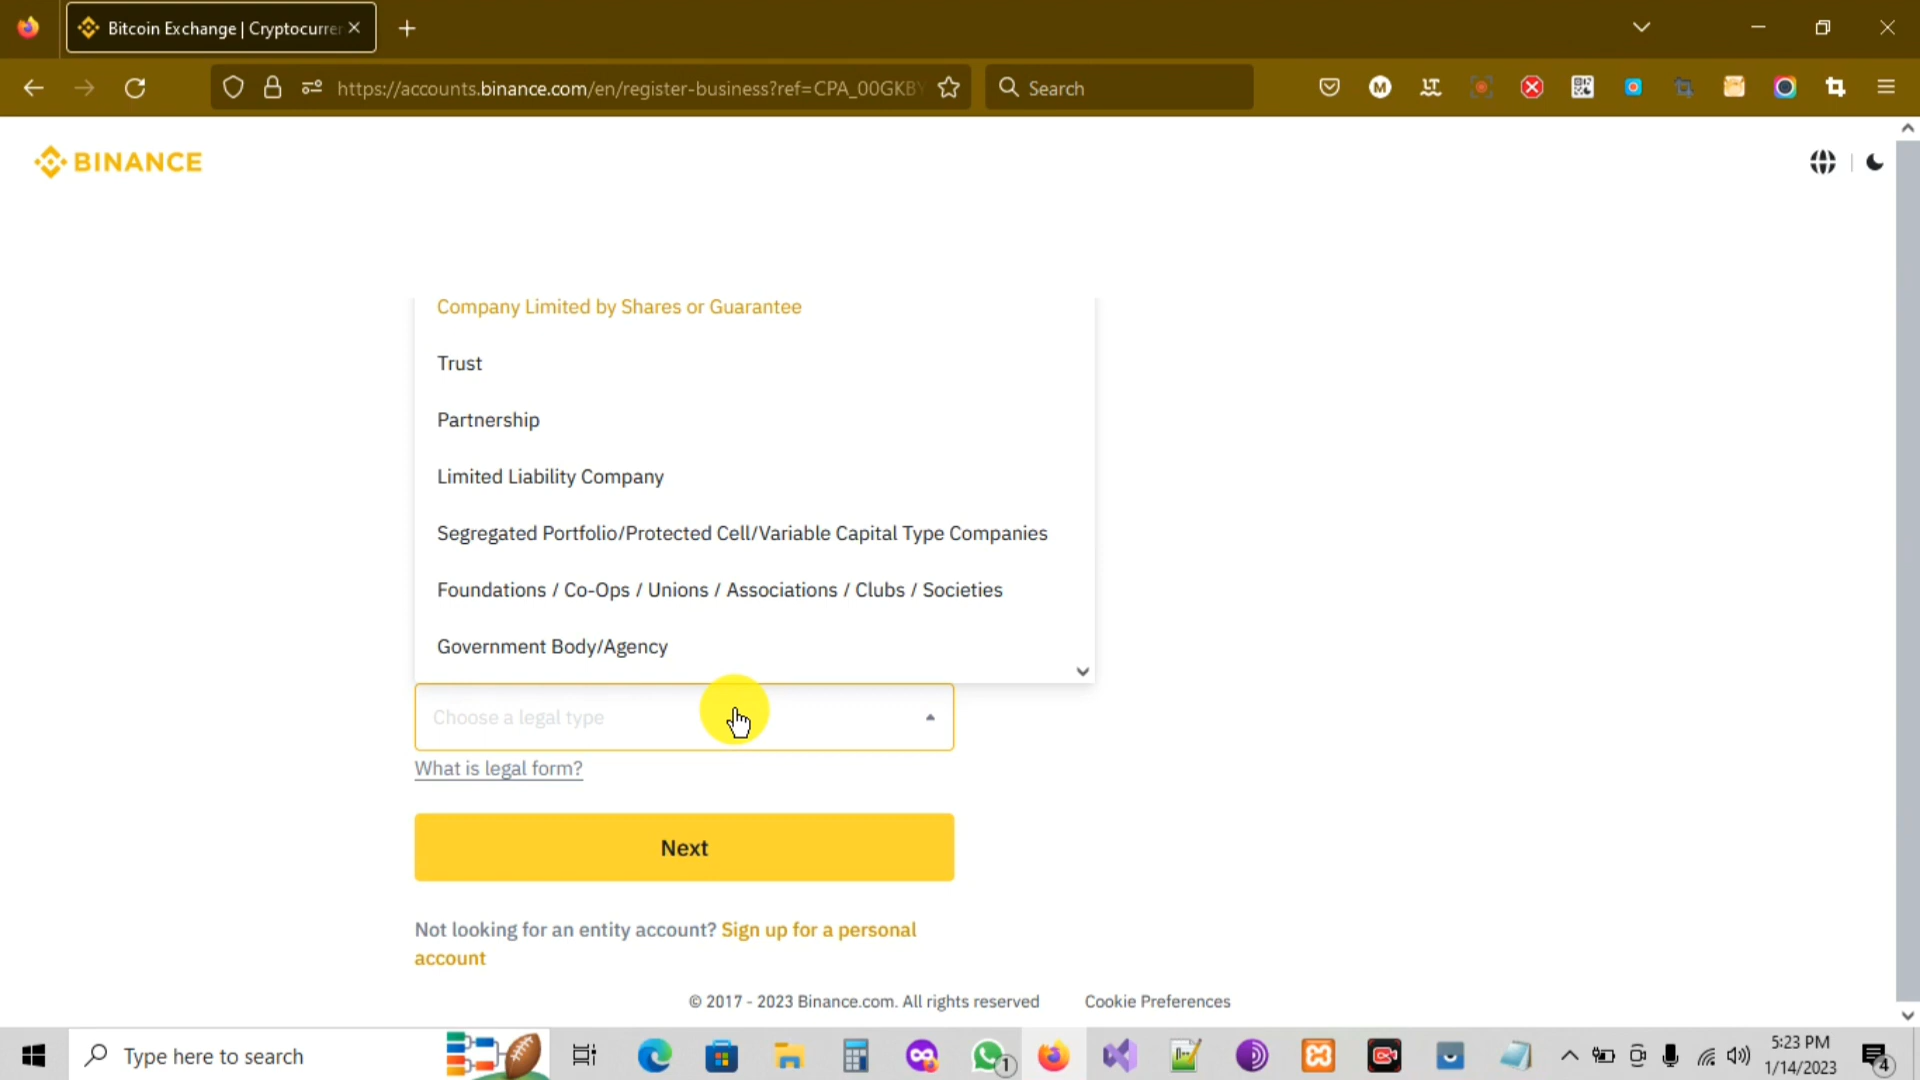 Bitcoin Exchange | Cryptocurre
https://accounts.binance.com/en/register-business?ref=CPA_00GKBY
Search
BINANCE
Company Limited by Shares or Guarantee
Trust
Partnership
Limited Liability Company
Segregated Portfolio/Protected Cell/Variable Capital Type Companies
Foundations / Co-Ops / Unions / Associations / Clubs / Societies
Government Body/Agency
Choose a legal type
What is legal form?
Next
Not looking for an entity account? Sign up for a personal
account
© 2017 - 2023 Binance.com. All rights reserved
Cookie Preferences
Type here to search
1
5:23 PM
1/14/2023
4